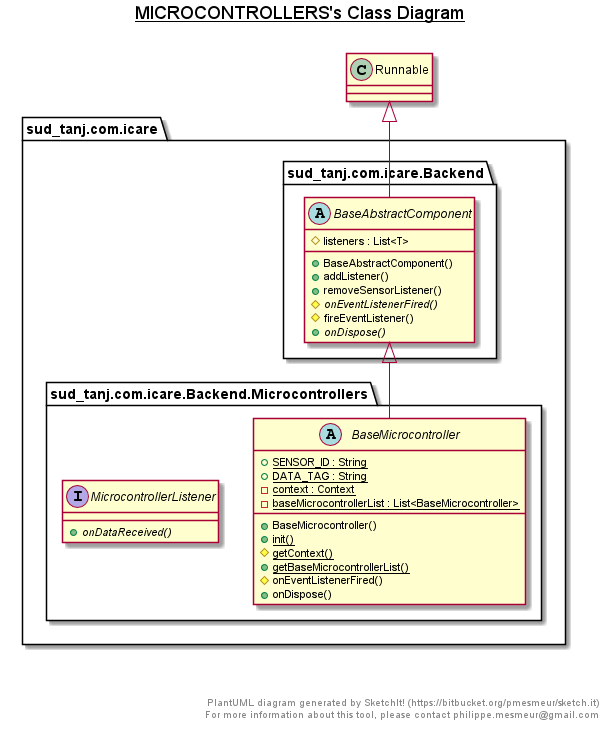 MICROCONTROLLERS's Class Diagram
C Runnable
sud_tanj.com.icare
sud_tanj.com.icare.Backend
A BaseAbstractComponent
listeners : List<T>
BaseAbstractComponent()
addListener()
removeSensorListener()
onEventListenerFired()
fireEventListener()
onDispose()
sud_tanj.com.icare.Backend.Microcontrollers
I MicrocontrollerListener
onDataReceived()
A BaseMicrocontroller
SENSOR_ID : String
DATA_TAG : String
context : Context
baseMicrocontrollerList : List<BaseMicrocontroller>
BaseMicrocontroller()
init()
getContext()
getBaseMicrocontrollerList()
onEventListenerFired()
onDispose()
PlantUML diagram generated by SketchIt! (https://bitbucket.org/pmesmeur/sketch.it)
For more information about this tool, please contact philippe.mesmeur@gmail.com